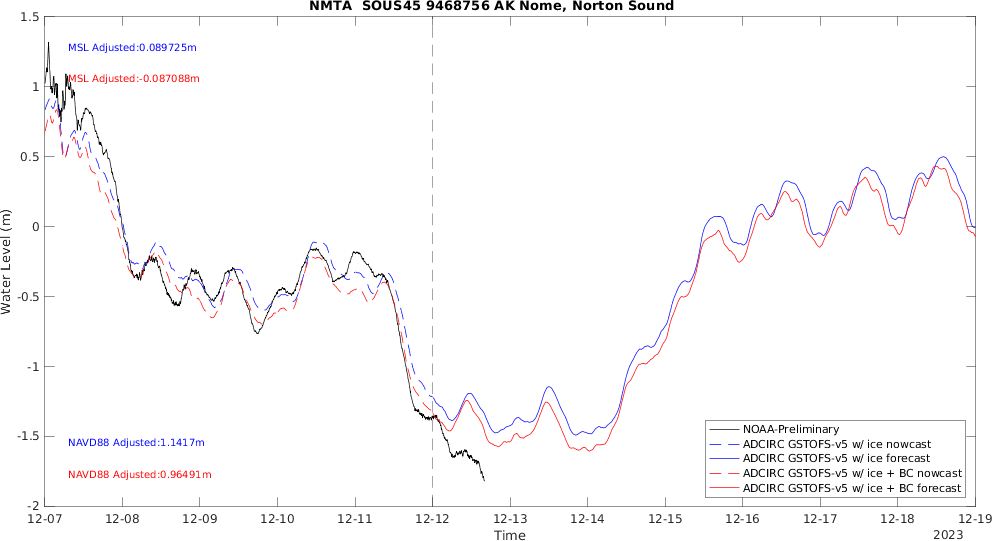 NMTA SOUS45 9468756 AK Nome, Norton Sound
1.5
1
0.5
0
-0.5
-1
-1.5
-2
Water Level (m)
MSL Adjusted:0.089725m
MSL Adjusted:-0.087088m
NAVD88 Adjusted:1.1417m
NAVD88 Adjusted:0.96491m
NOAA-Preliminary
ADCIRC GSTOFS-v5 w/ ice nowcast
ADCIRC GSTOFS-v5 w/ ice forecast
ADCIRC GSTOFS-v5 w/ ice + BC nowcast
ADCIRC GSTOFS-v5 w/ ice + BC forecast
12-07 12-08 12-09 12-10 12-11 12-12 12-13 12-14 12-15 12-16 12-17 12-18 12-19
Time
2023